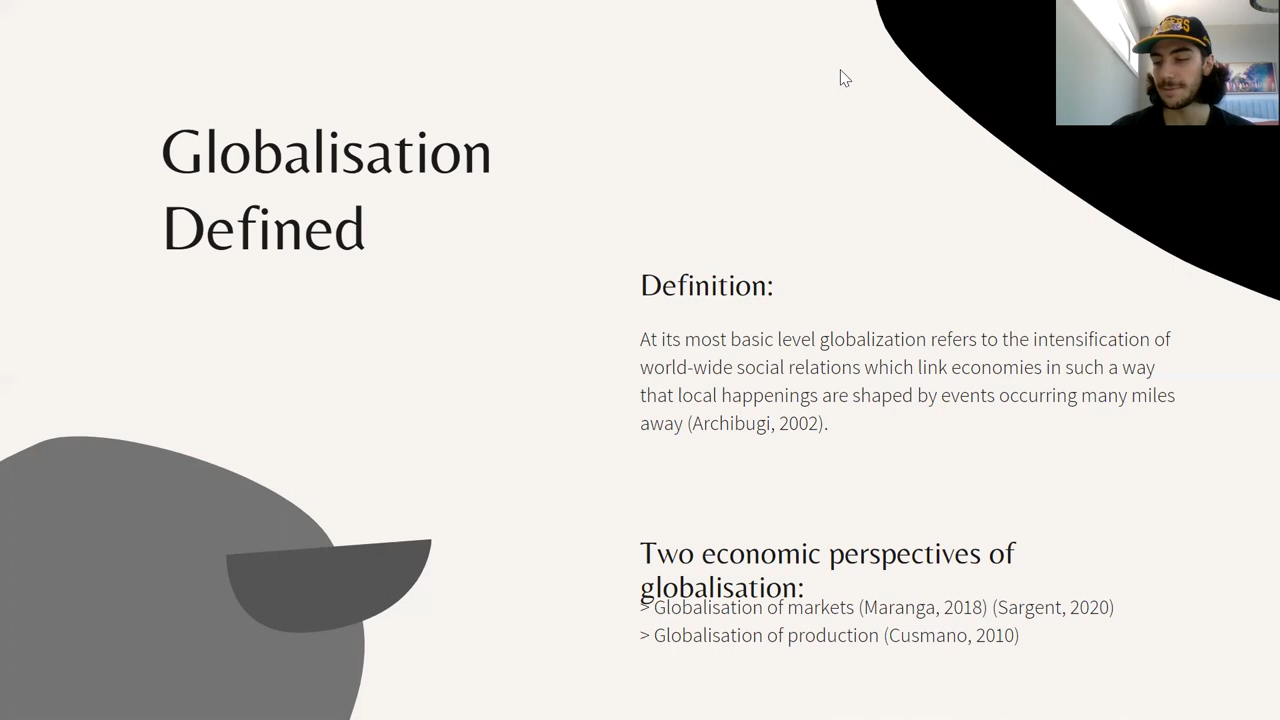 Globalisation
Defined
Definition:
At its most basic level globalization refers to the intensification of
world-wide social relations which link economies in such a way
that local happenings are shaped by events occurring many miles
away (Archibugi, 2002).
Two economic perspectives of
globalisation:
> Globalisation of markets (Maranga, 2018) (Sargent, 2020)
> Globalisation of production (Cusmano, 2010)